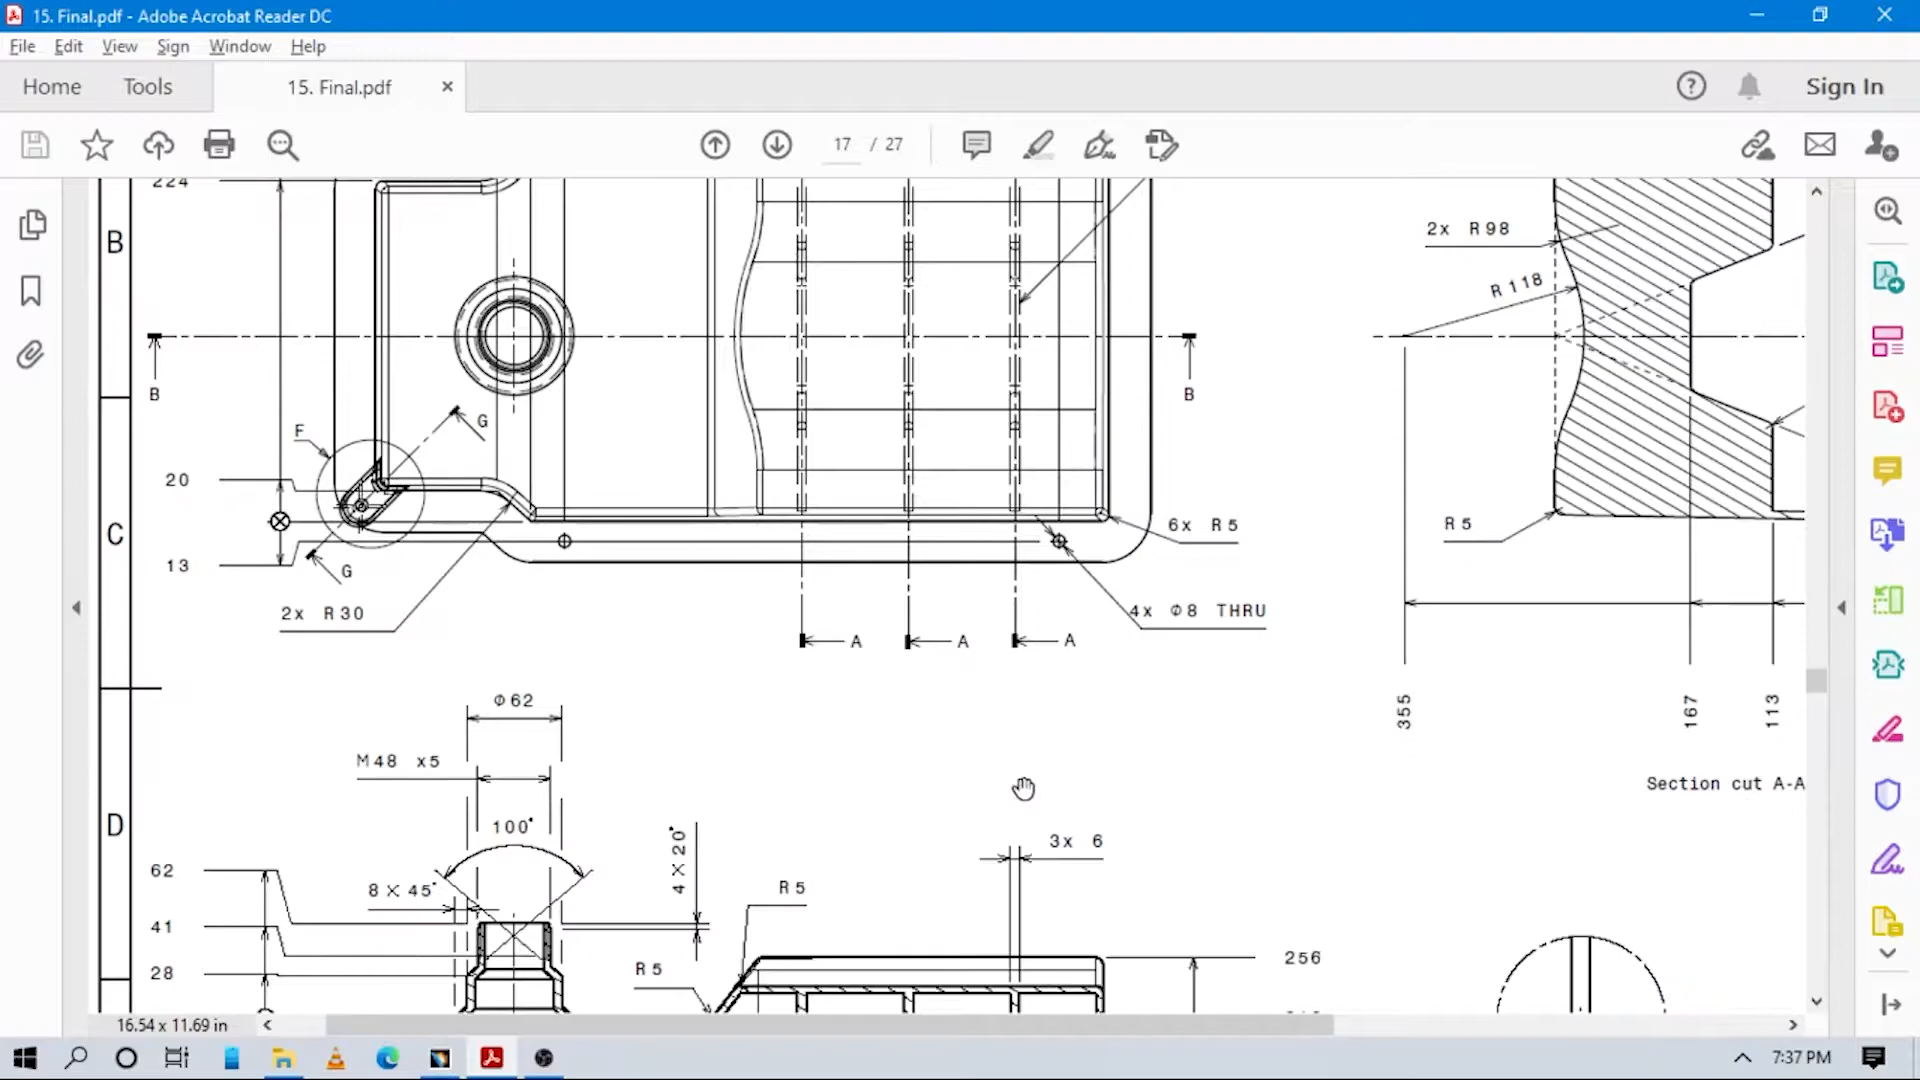 15. Final.pdf - Adobe Acrobat Reader DC
File Edit View Sign Window Help
Home Tools 15. Final.pdf × Sign In
17 / 27
224
B
2x R98
R118
B
B
F
G
20
C
6x R5
R5
13
G
2x R30
4x Φ8 THRU
A A A
Φ62
355
167
113
M48 x5
Section cut A-A
D
100°
4×20°
3x 6
62
8×45°
R5
41
R5
256
28
16.54 x 11.69 in
7:37 PM